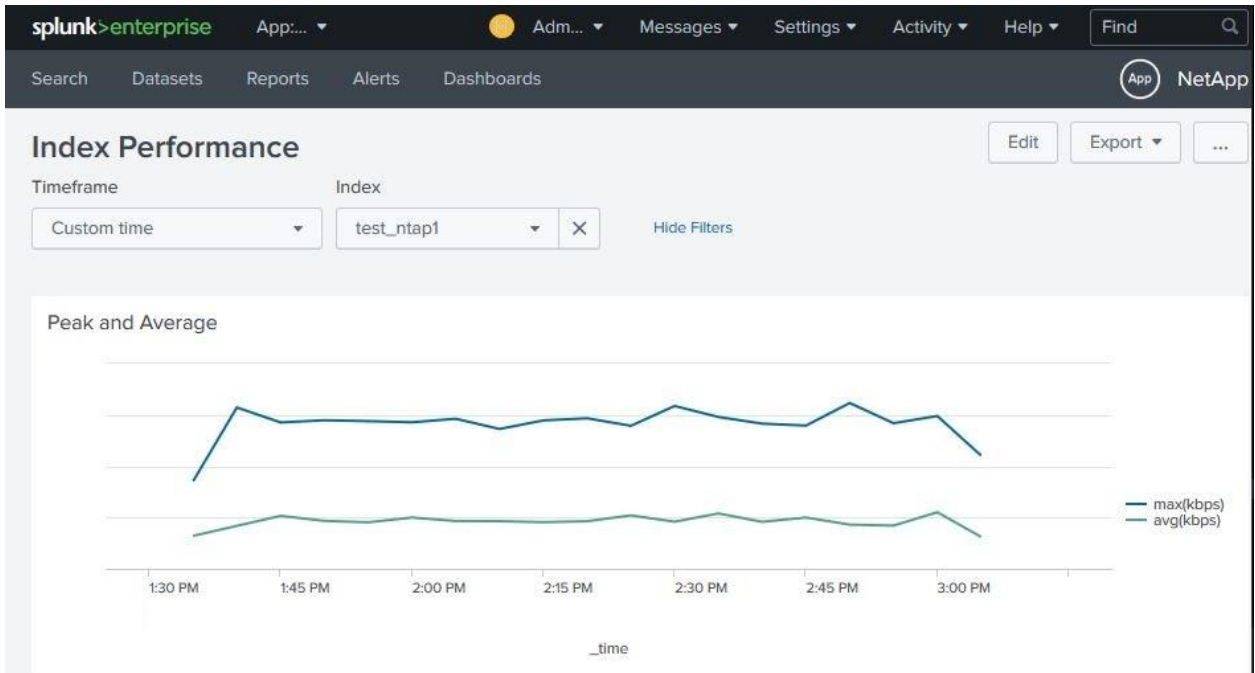 splunk>enterprise App:... ▾ Adm... ▾ Messages ▾ Settings ▾ Activity ▾ Help ▾ Find
Search Datasets Reports Alerts Dashboards App NetApp
Index Performance Edit Export ▾ ...
Timeframe Index
Custom time ▾ test_ntap1 ▾ × Hide Filters
Peak and Average
max(kbps)
avg(kbps)
1:30 PM 1:45 PM 2:00 PM 2:15 PM 2:30 PM 2:45 PM 3:00 PM
_time